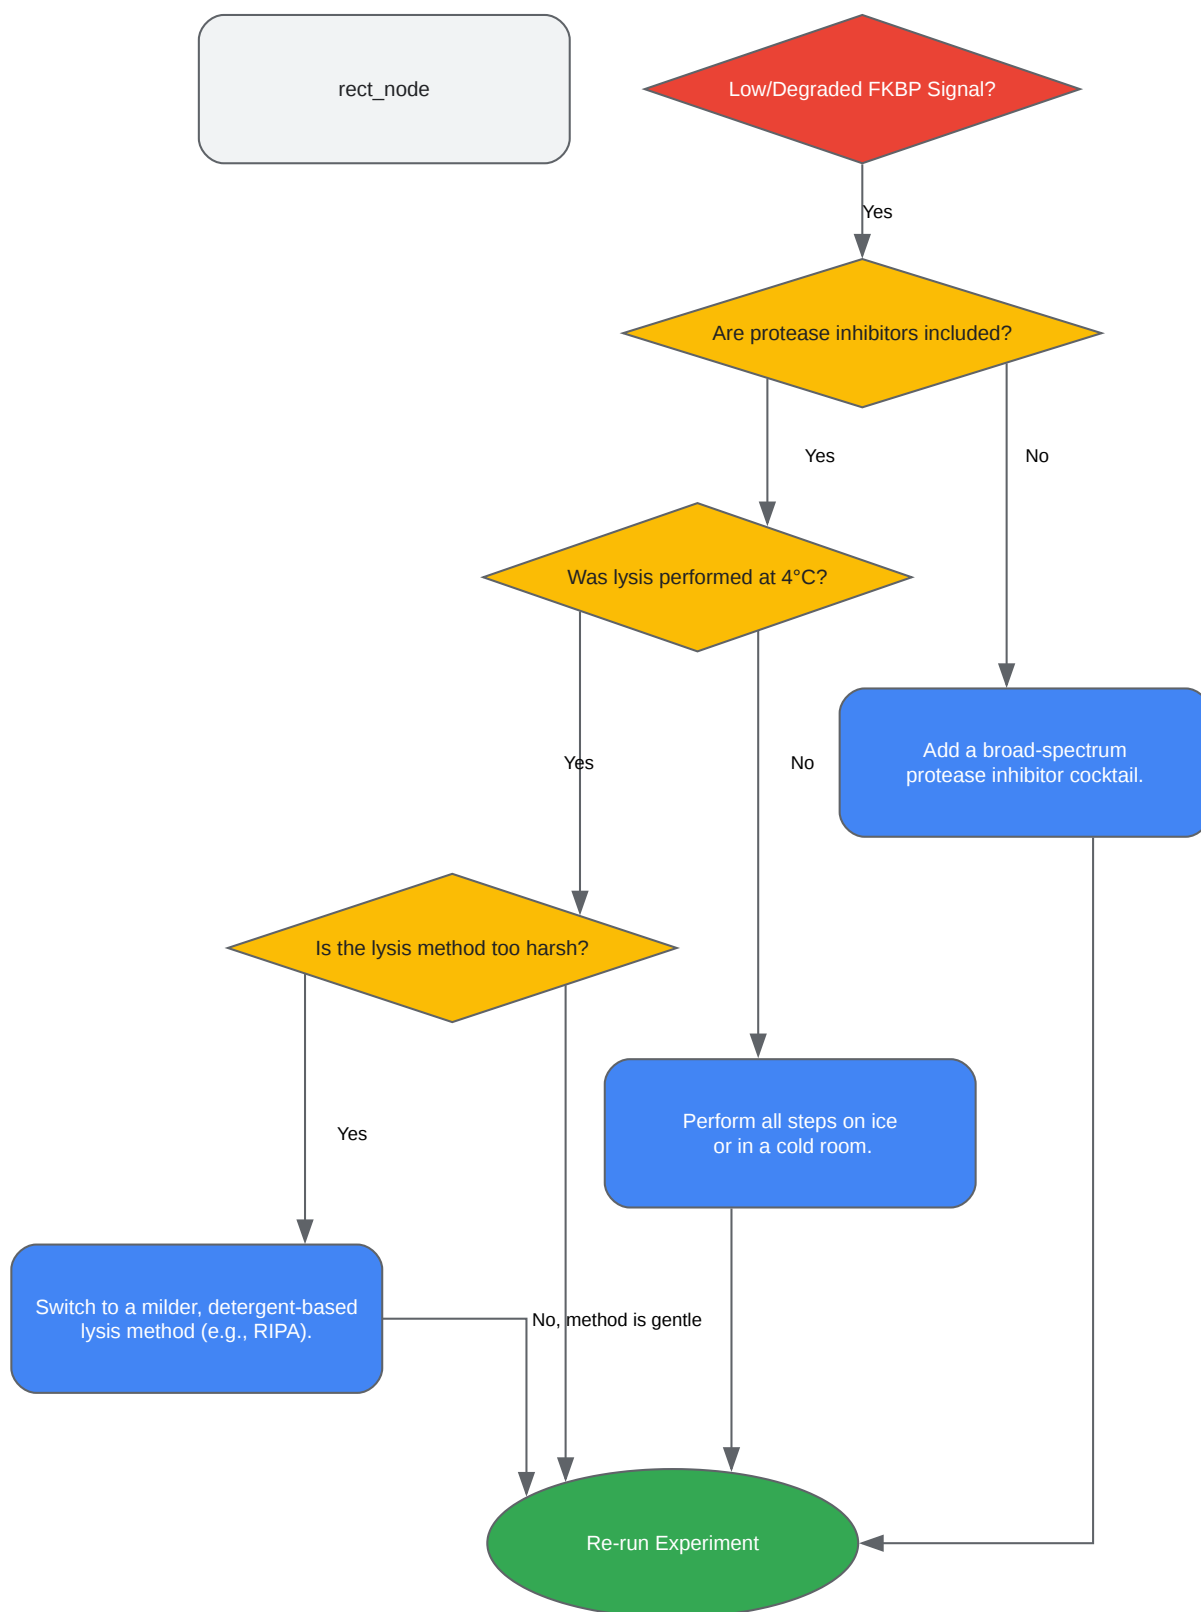 rect_node
Low/Degraded FKBP Signal?
Yes
Are protease inhibitors included?
Yes
No
Was lysis performed at 4°C?
Yes
No
Add a broad-spectrum
protease inhibitor cocktail.
Is the lysis method too harsh?
Yes
Perform all steps on ice
or in a cold room.
Switch to a milder, detergent-based
lysis method (e.g., RIPA).
No, method is gentle
Re-run Experiment